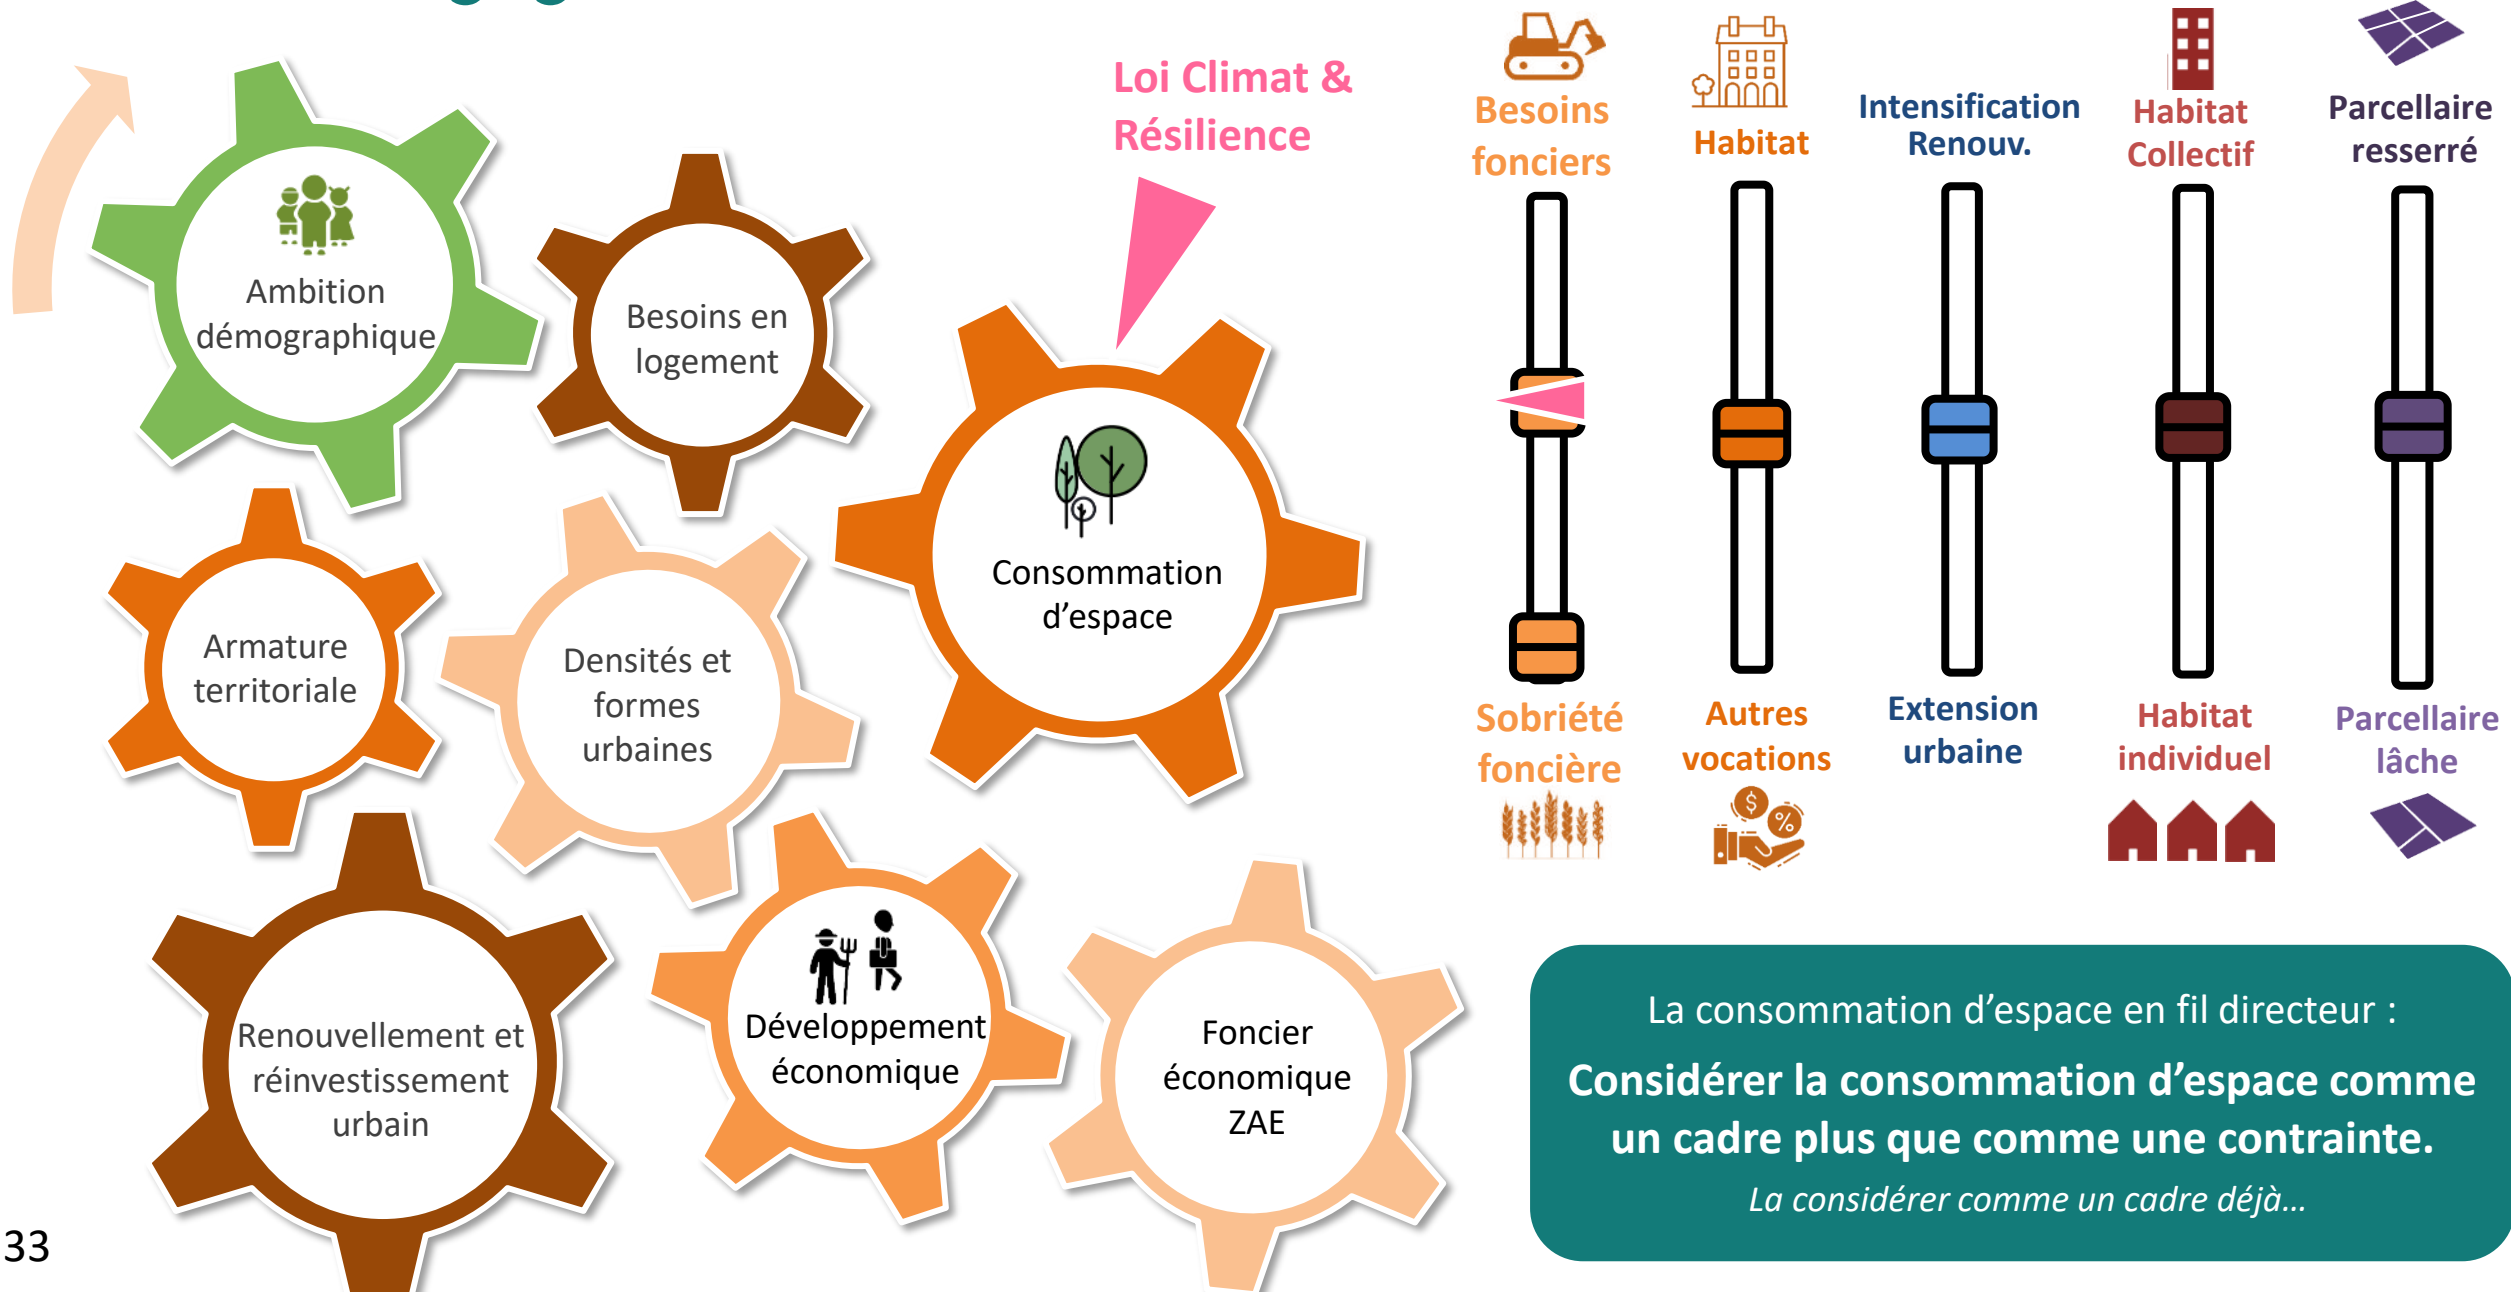 Loi Climat &
Résilience
Ambition
démographique
Besoins en
logement
Consommation
d’espace
Armature
territoriale
Densités et
formes
urbaines
Renouvellement et
réinvestissement
urbain
Développement
économique
Foncier
économique
ZAE
Besoins
fonciers
Habitat
Intensification
Renouv.
Habitat
Collectif
Parcellaire
resserré
Sobriété
foncière
Autres
vocations
Extension
urbaine
Habitat
individuel
Parcellaire
lâche
$
%
La consommation d’espace en fil directeur :
Considérer la consommation d’espace comme
un cadre plus que comme une contrainte.
La considérer comme un cadre déjà…
33